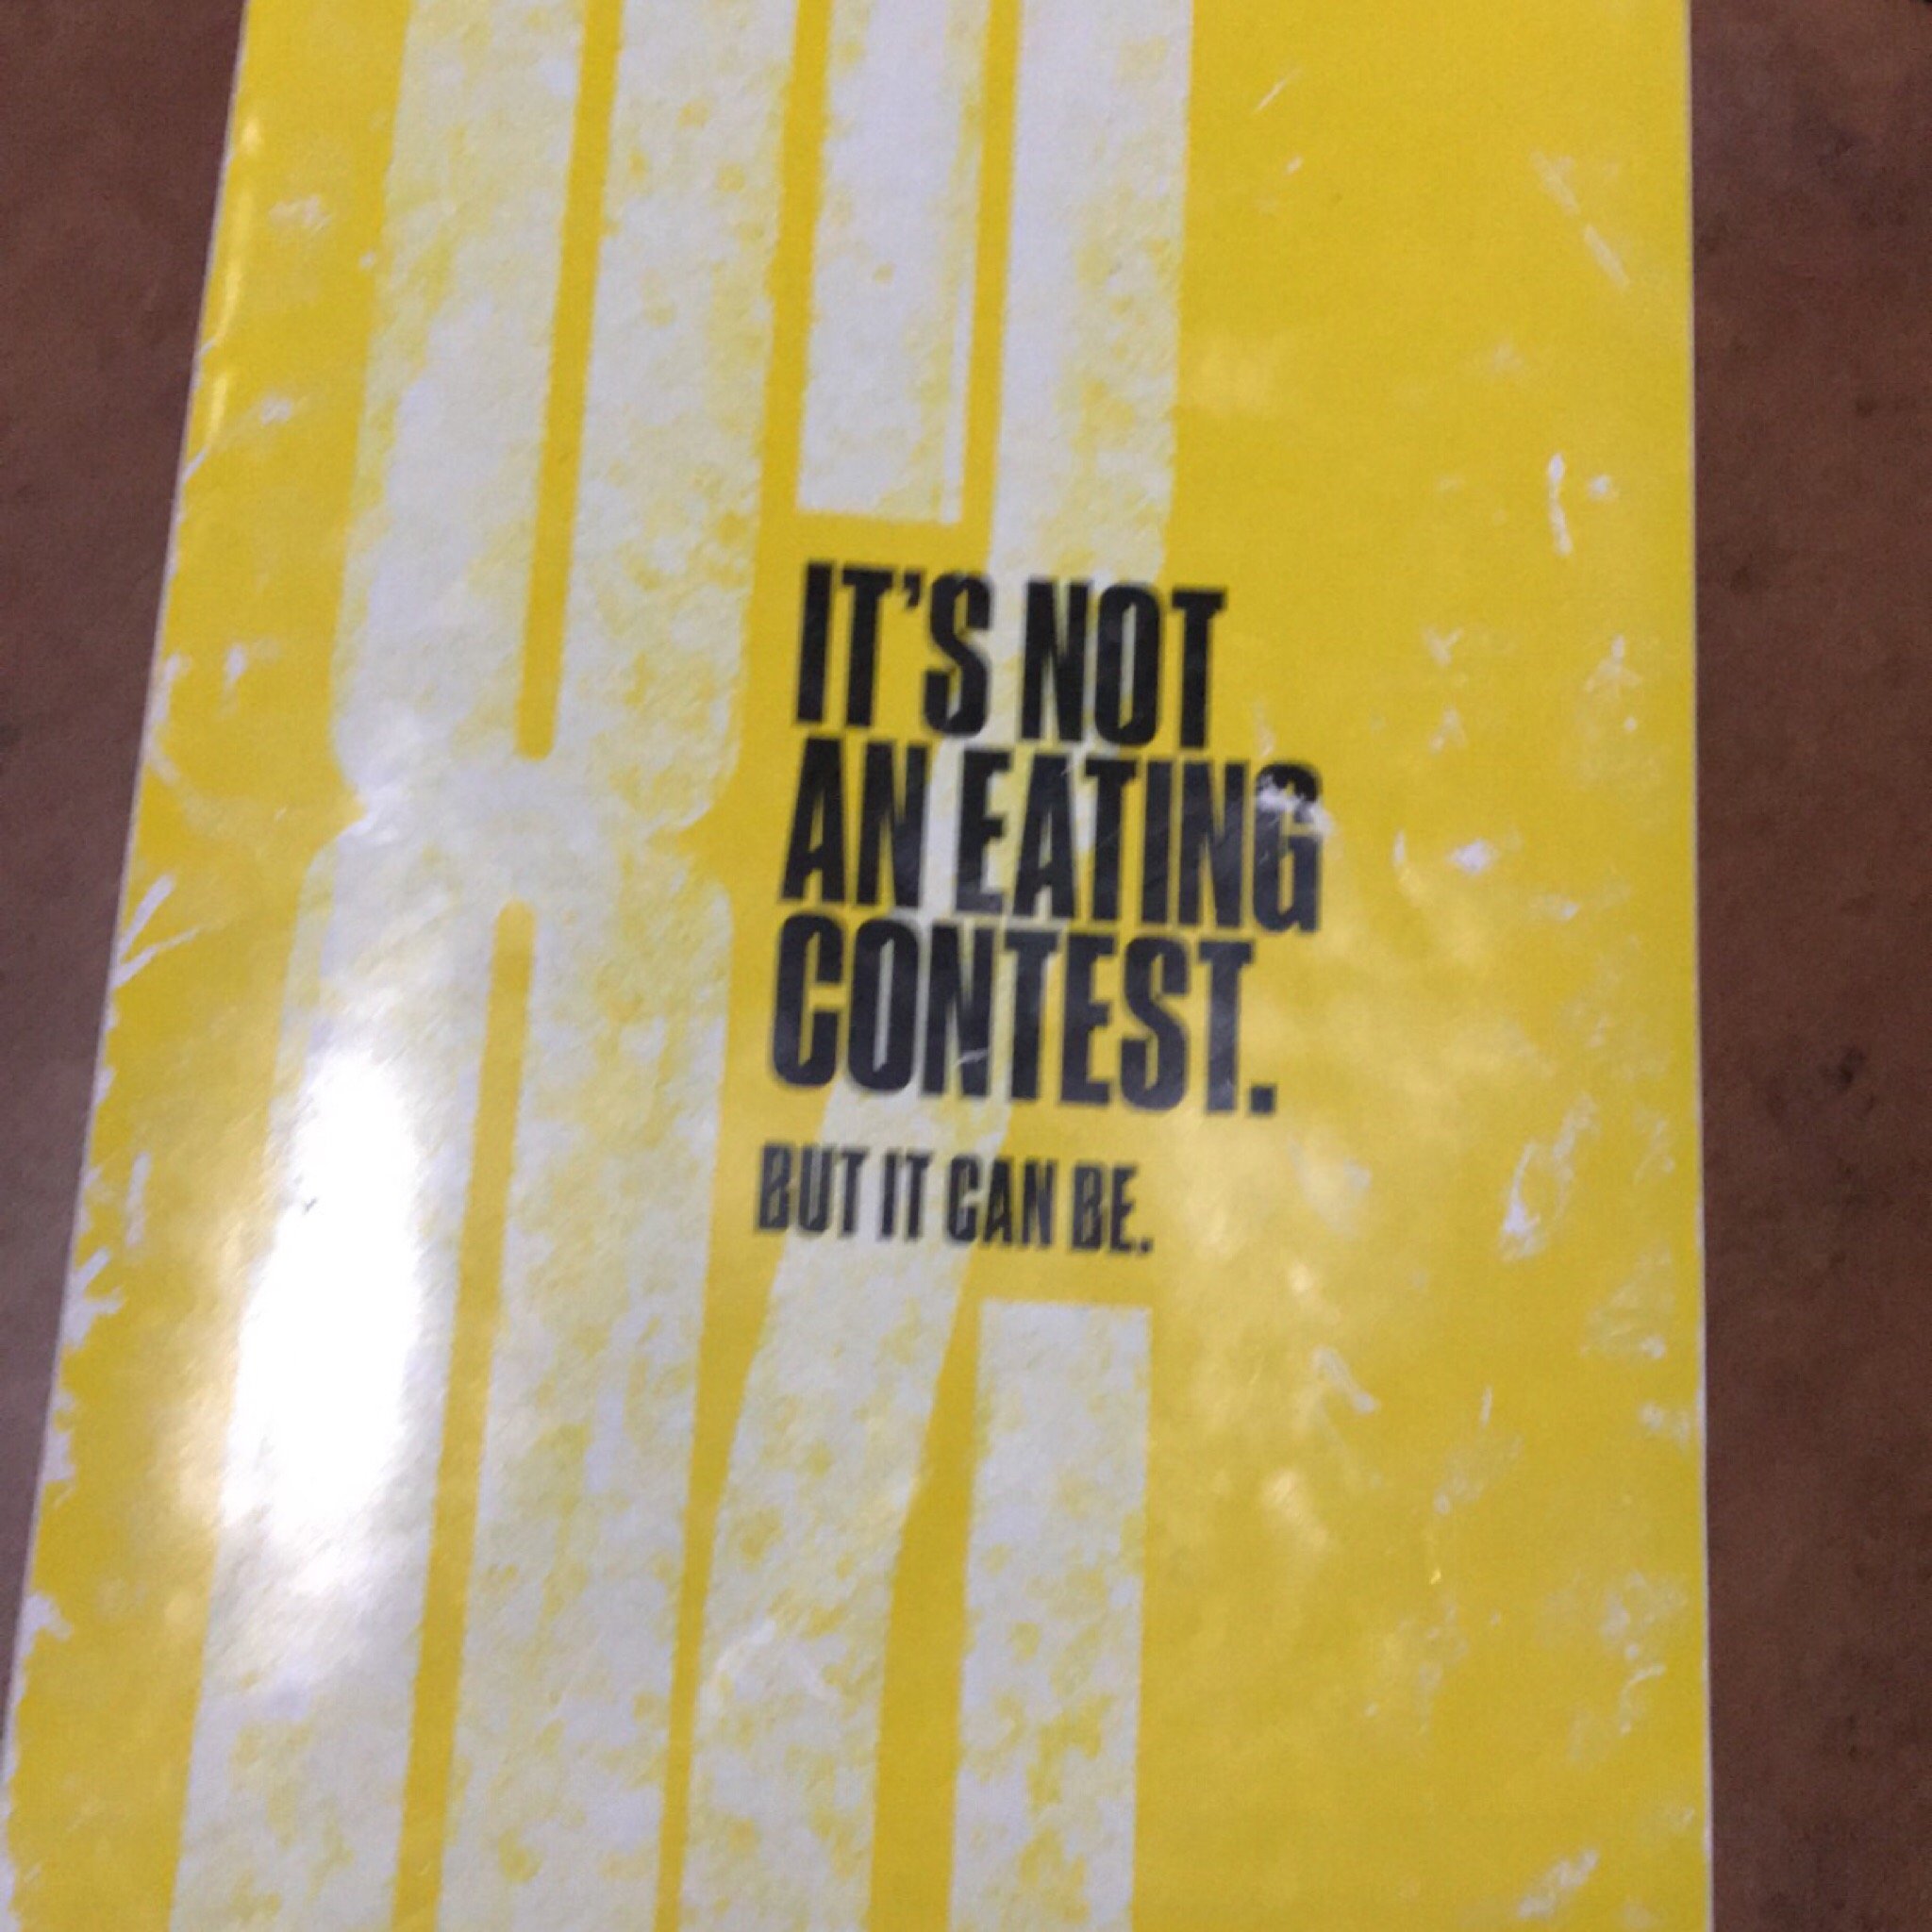 IT'S NOT
AN EATING
CONTEST.
BUT IT CAN BE.